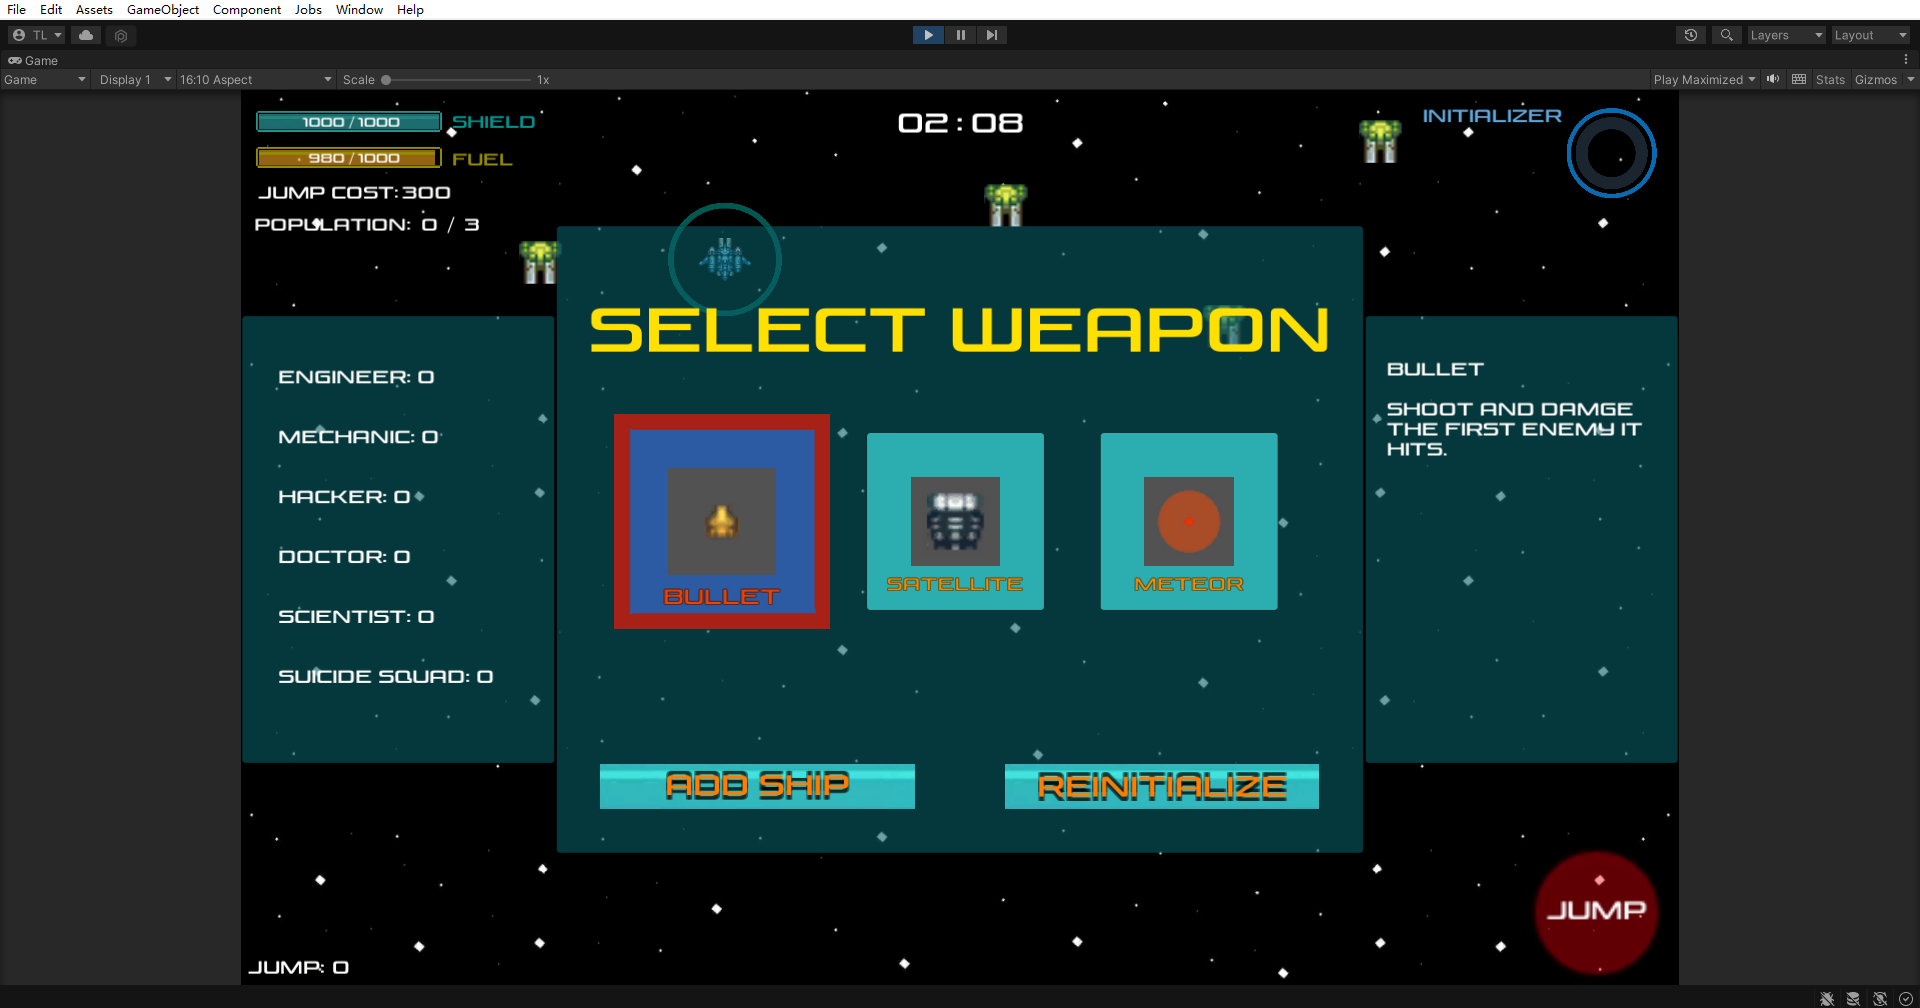 File Edit Assets GameObject Component Jobs Window Help
TL Layers Layout
Game
Game Display 1 16:10 Aspect Scale 1x Play Maximized Stats Gizmos
1000 / 1000 SHIELD 02 : 08 INITIALIZER
980 / 1000 FUEL
JUMP COST: 300
POPULATION: 0 / 3
SELECT WEAPON
ENGINEER: 0
MECHANIC: 0
HACKER: 0
DOCTOR: 0
SCIENTIST: 0
SUICIDE SQUAD: 0
BULLET
SATELLITE
METEOR
ADD SHIP
REINITIALIZE
BULLET
SHOOT AND DAMGE
THE FIRST ENEMY IT
HITS.
JUMP
JUMP: 0